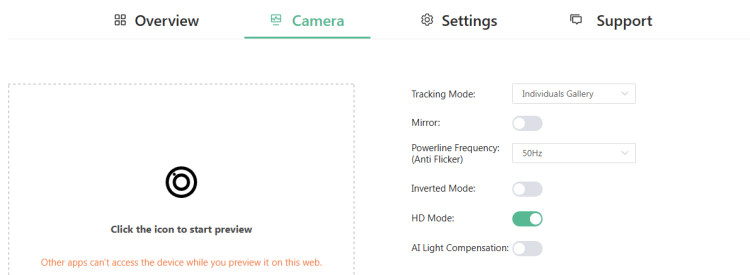 Overview Camera Settings Support
Tracking Mode: Individuals Gallery
Mirror:
Powerline Frequency:
(Anti Flicker) 50Hz
Inverted Mode:
HD Mode:
AI Light Compensation:
Click the icon to start preview
Other apps can't access the device while you preview it on this web.